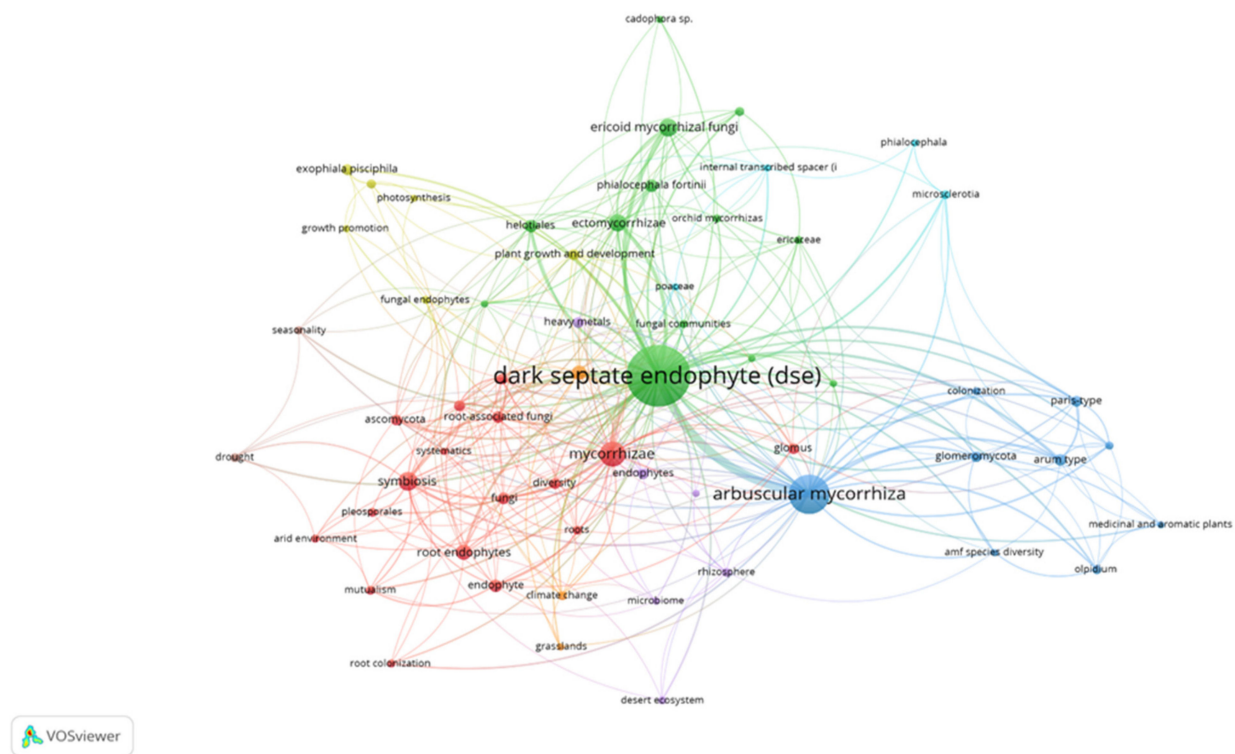 cadophora sp.
ericoid mycorrhizal fungi
phialocephala
internal transcribed spacer (i
exophiala pisciphila
phialocephala fortinii
microsclerotia
photosynthesis
orchid mycorrhizas
ectomycorrhizae
helotiales
growth promotion
ericaceae
plant growth and development
poaceae
fungal endophytes
heavy metals
fungal communities
seasonality
dark septate endophyte (dse)
colonization
paris-type
root-associated fungi
ascomycota
glomus
systematics
mycorrhizae
drought
glomeromycota
arum type
endophytes
symbiosis
diversity
arbuscular mycorrhiza
fungi
pleosporales
medicinal and aromatic plants
roots
arid environment
root endophytes
amf species diversity
olpidium
rhizosphere
endophyte
mutualism
climate change
microbiome
grasslands
root colonization
desert ecosystem
VOSviewer